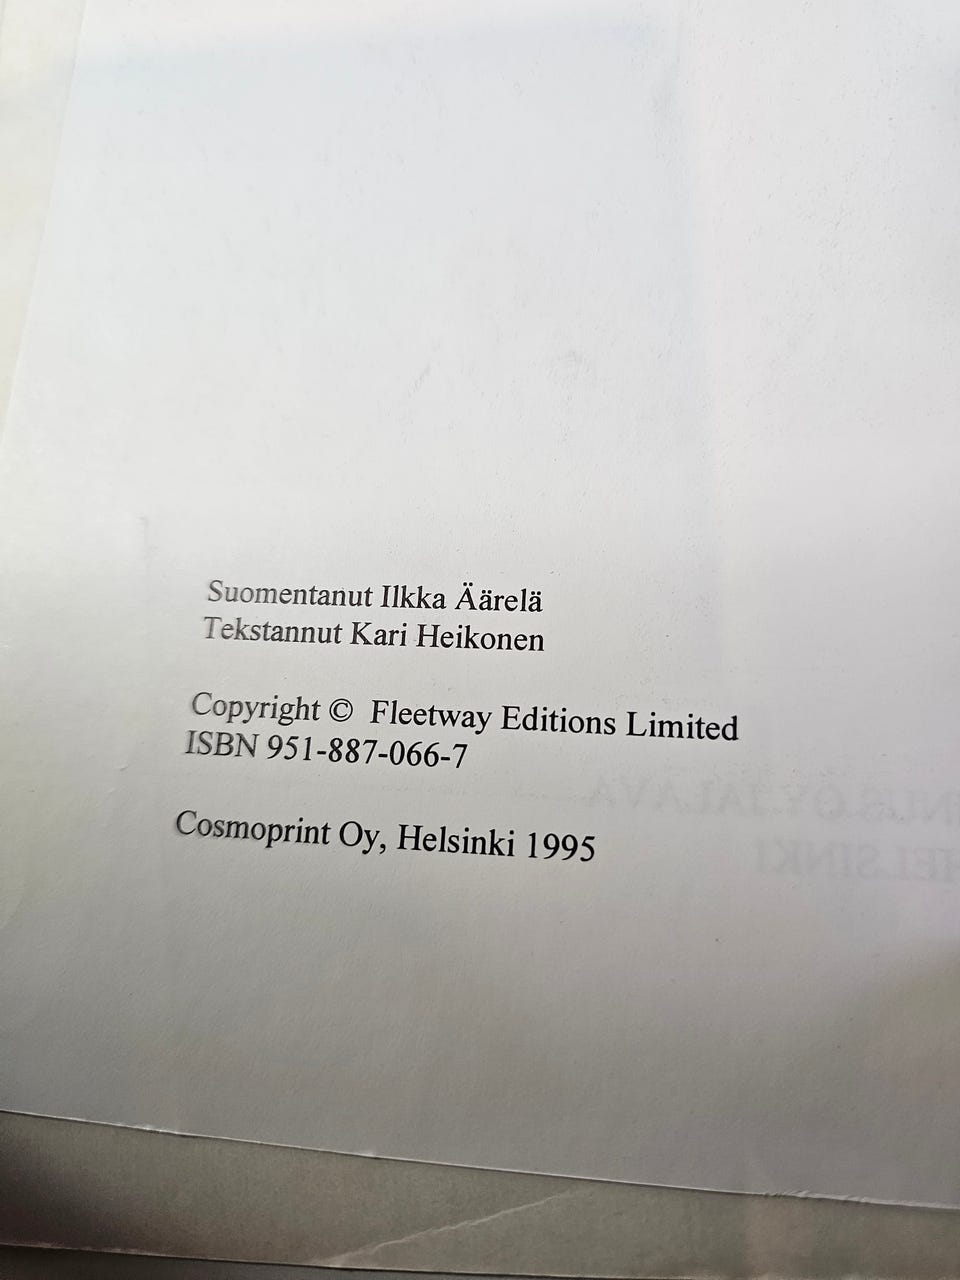 Suomentanut Ilkka Äärelä
Tekstannut Kari Heikonen
Copyright © Fleetway Editions Limited
ISBN 951-887-066-7
Cosmoprint Oy, Helsinki 1995